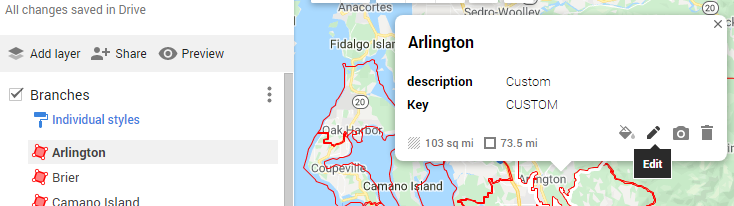 All changes saved in Drive
Add layer
Share
Preview
Branches
Individual styles
Arlington
Brier
Camano Island
Anacortes
Sedro-Woolley
Fidalgo Island
20
20
Oak Harbor
Coupeville
Camano Island
Arlington
Arlington
description Custom
Key CUSTOM
103 sq mi
73.5 mi
Edit